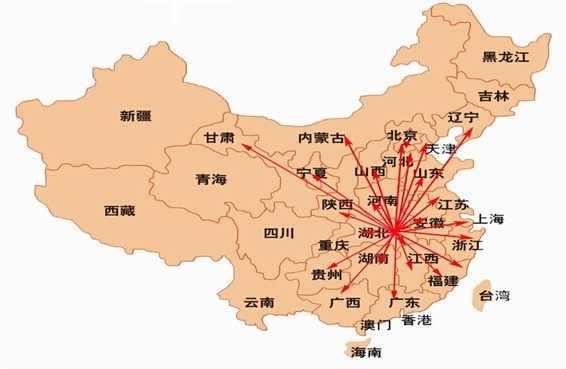 黑龙江
吉林
辽宁
新疆
甘肃
内蒙古
北京
天津
河北
宁夏
山西
山东
青海
陕西
河南
江苏
西藏
安徽
上海
四川
湖北
重庆
浙江
湖南
江西
贵州
福建
云南
广西
广东
台湾
香港
澳门
海南